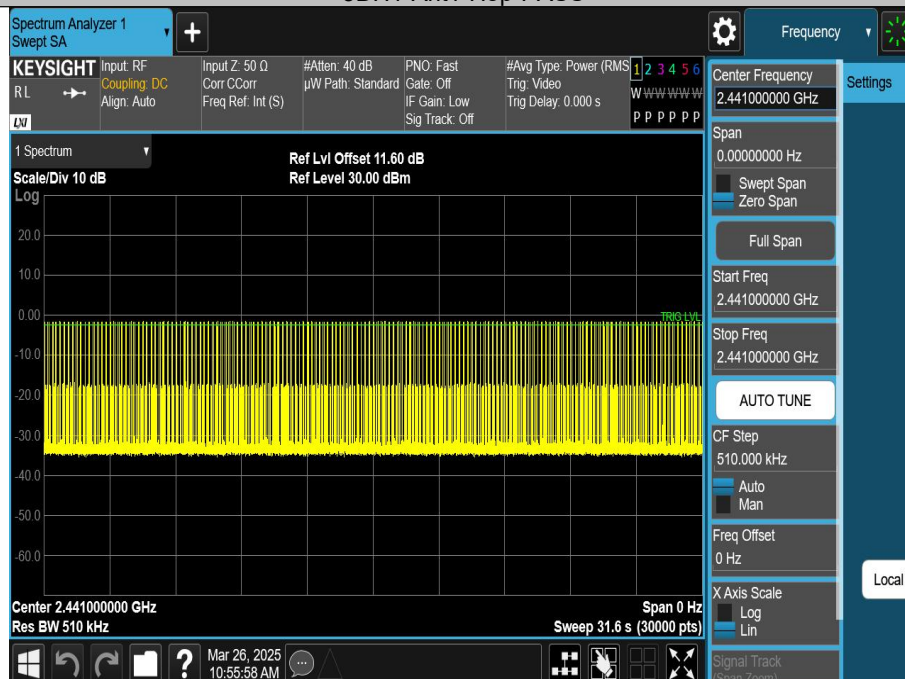 Spectrum Analyzer 1
Swept SA
Frequency
KEYSIGHT
RL
LXI
Input: RF
Coupling: DC
Align: Auto
Input Z: 50 Ω
Corr CCorr
Freq Ref: Int (S)
#Atten: 40 dB
µW Path: Standard
PNO: Fast
Gate: Off
IF Gain: Low
Sig Track: Off
#Avg Type: Power (RMS
Trig: Video
Trig Delay: 0.000 s
1 2 3 4 5 6
W W W W W W
P P P P P P
Center Frequency
2.441000000 GHz
Settings
Span
0.00000000 Hz
Swept Span
Zero Span
Full Span
Start Freq
2.441000000 GHz
Stop Freq
2.441000000 GHz
AUTO TUNE
CF Step
510.000 kHz
Auto
Man
Freq Offset
0 Hz
X Axis Scale
Log
Lin
Signal Track
(Span Zoom)
Local
1 Spectrum
Scale/Div 10 dB
Ref Lvl Offset 11.60 dB
Ref Level 30.00 dBm
Log
20.0
10.0
0.00
TRIG LVL
-10.0
-20.0
-30.0
-40.0
-50.0
-60.0
Center 2.441000000 GHz
Span 0 Hz
Res BW 510 kHz
Sweep 31.6 s (30000 pts)
?
Mar 26, 2025
10:55:58 AM